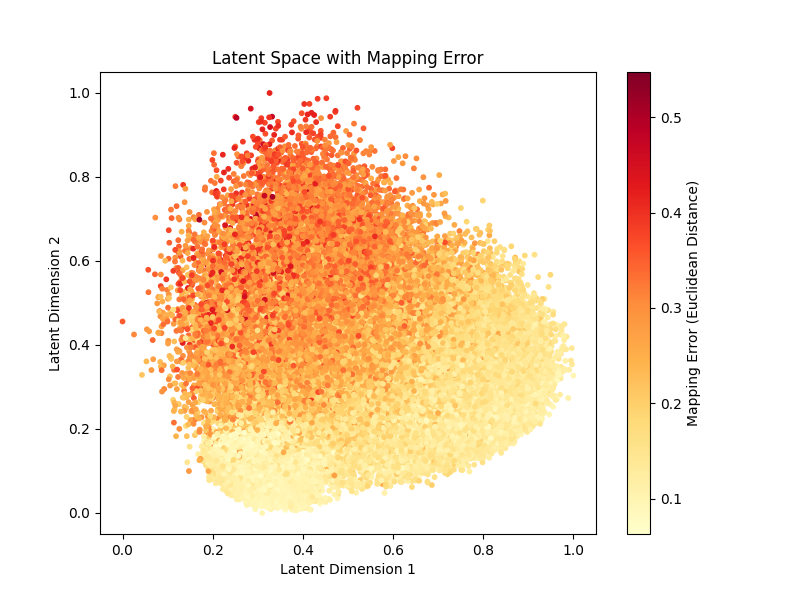 Latent Space with Mapping Error
1.0
0.8
0.6
0.4
0.2
0.0
Latent Dimension 2
0.0 0.2 0.4 0.6 0.8 1.0
Latent Dimension 1
0.5
0.4
0.3
0.2
0.1
Mapping Error (Euclidean Distance)